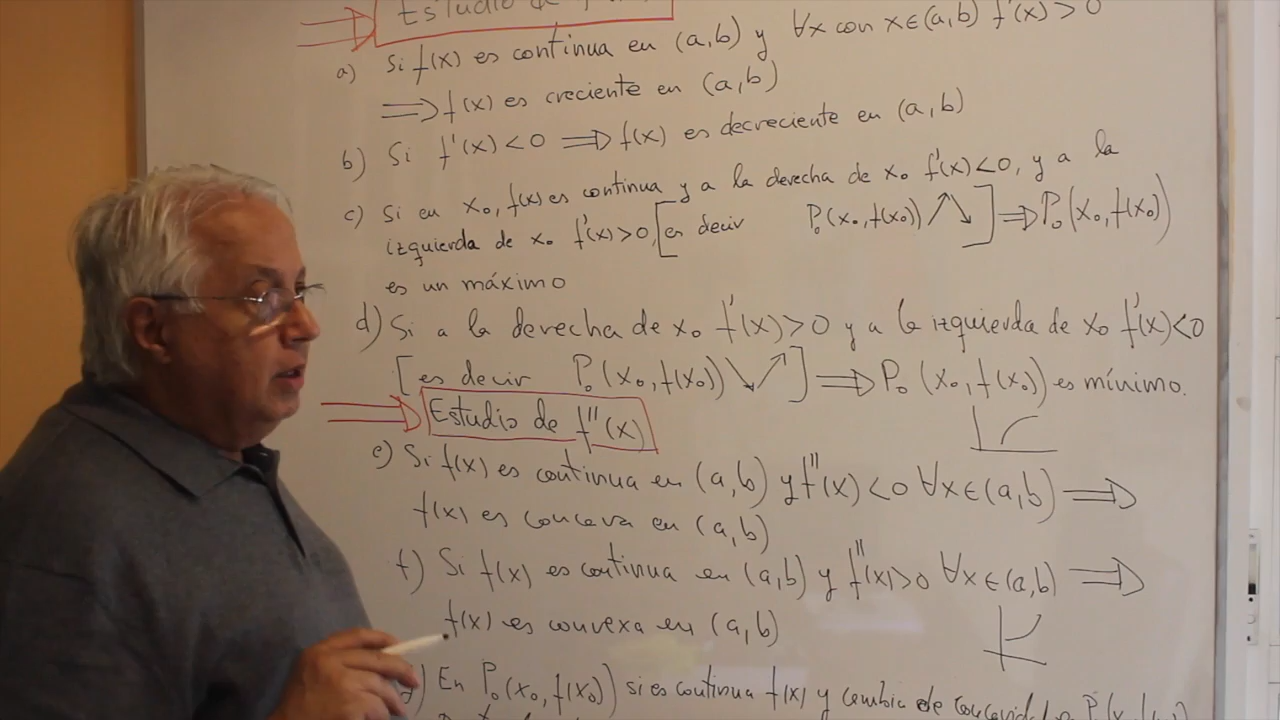 Estudio de
a) Si f(x) es continua en (a,b) y ∀x con x∈(a,b) f'(x)>0
⟹ f(x) es creciente en (a,b)
b) Si f'(x)<0 ⟹ f(x) es decreciente en (a,b)
c) Si en x₀, f(x) es continua y a la derecha de x₀ f'(x)<0, y a la
izquierda de x₀ f'(x)>0, [es decir P₀(x₀,f(x₀)) ↗↘] ⟹ P₀(x₀,f(x₀))
es un máximo
d) Si a la derecha de x₀ f'(x)>0 y a la izquierda de x₀ f'(x)<0
[es decir P₀(x₀,f(x₀)) ↘↗] ⟹ P₀(x₀,f(x₀)) es mínimo.
Estudio de f''(x)
e) Si f(x) es continua en (a,b) y f''(x)<0 ∀x∈(a,b) ⟹
f(x) es concava en (a,b)
f) Si f(x) es continua en (a,b) y f''(x)>0 ∀x∈(a,b) ⟹
f(x) es convexa en (a,b)
g) En P₀(x₀,f(x₀)) si es continua f(x) y cambia de concavidad